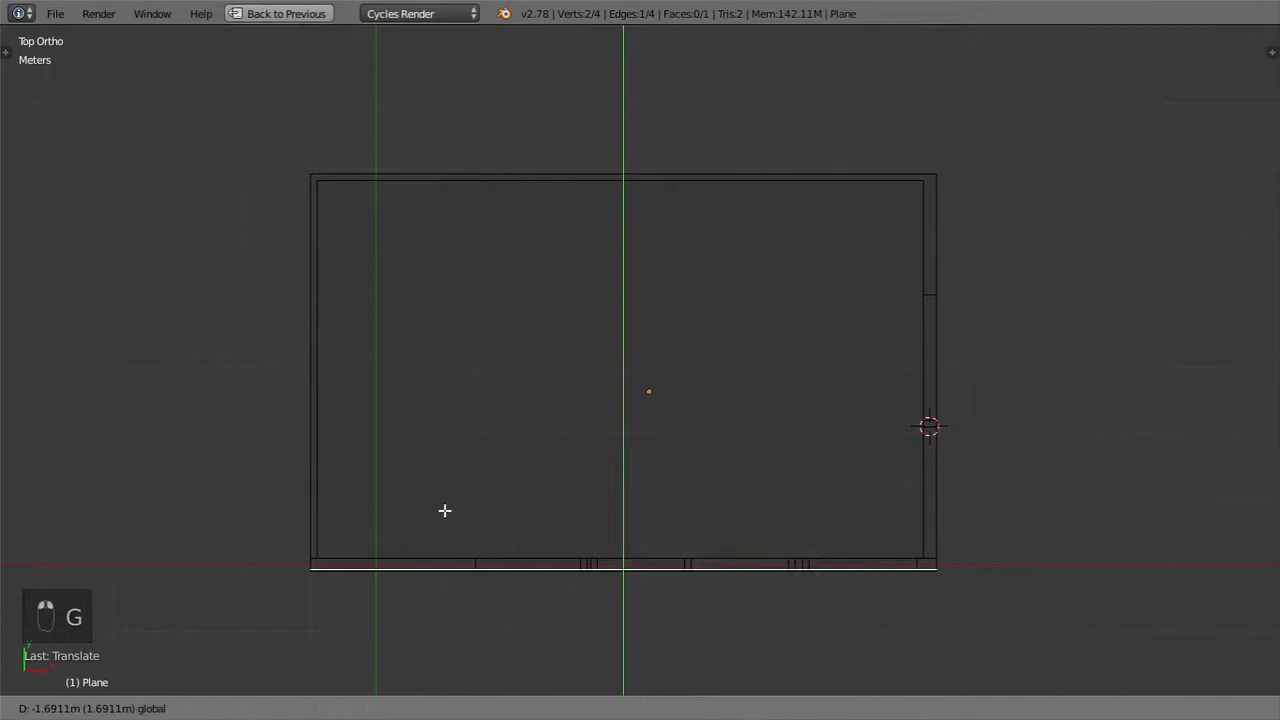 File Render Window Help Back to Previous Cycles Render v2.78 | Verts:2/4 | Edges:1/4 | Faces:0/1 | Tris:2 | Mem:142.11M | Plane
Top Ortho
Meters
G
Last: Translate
(1) Plane
D: -1.6911m (1.6911m) global